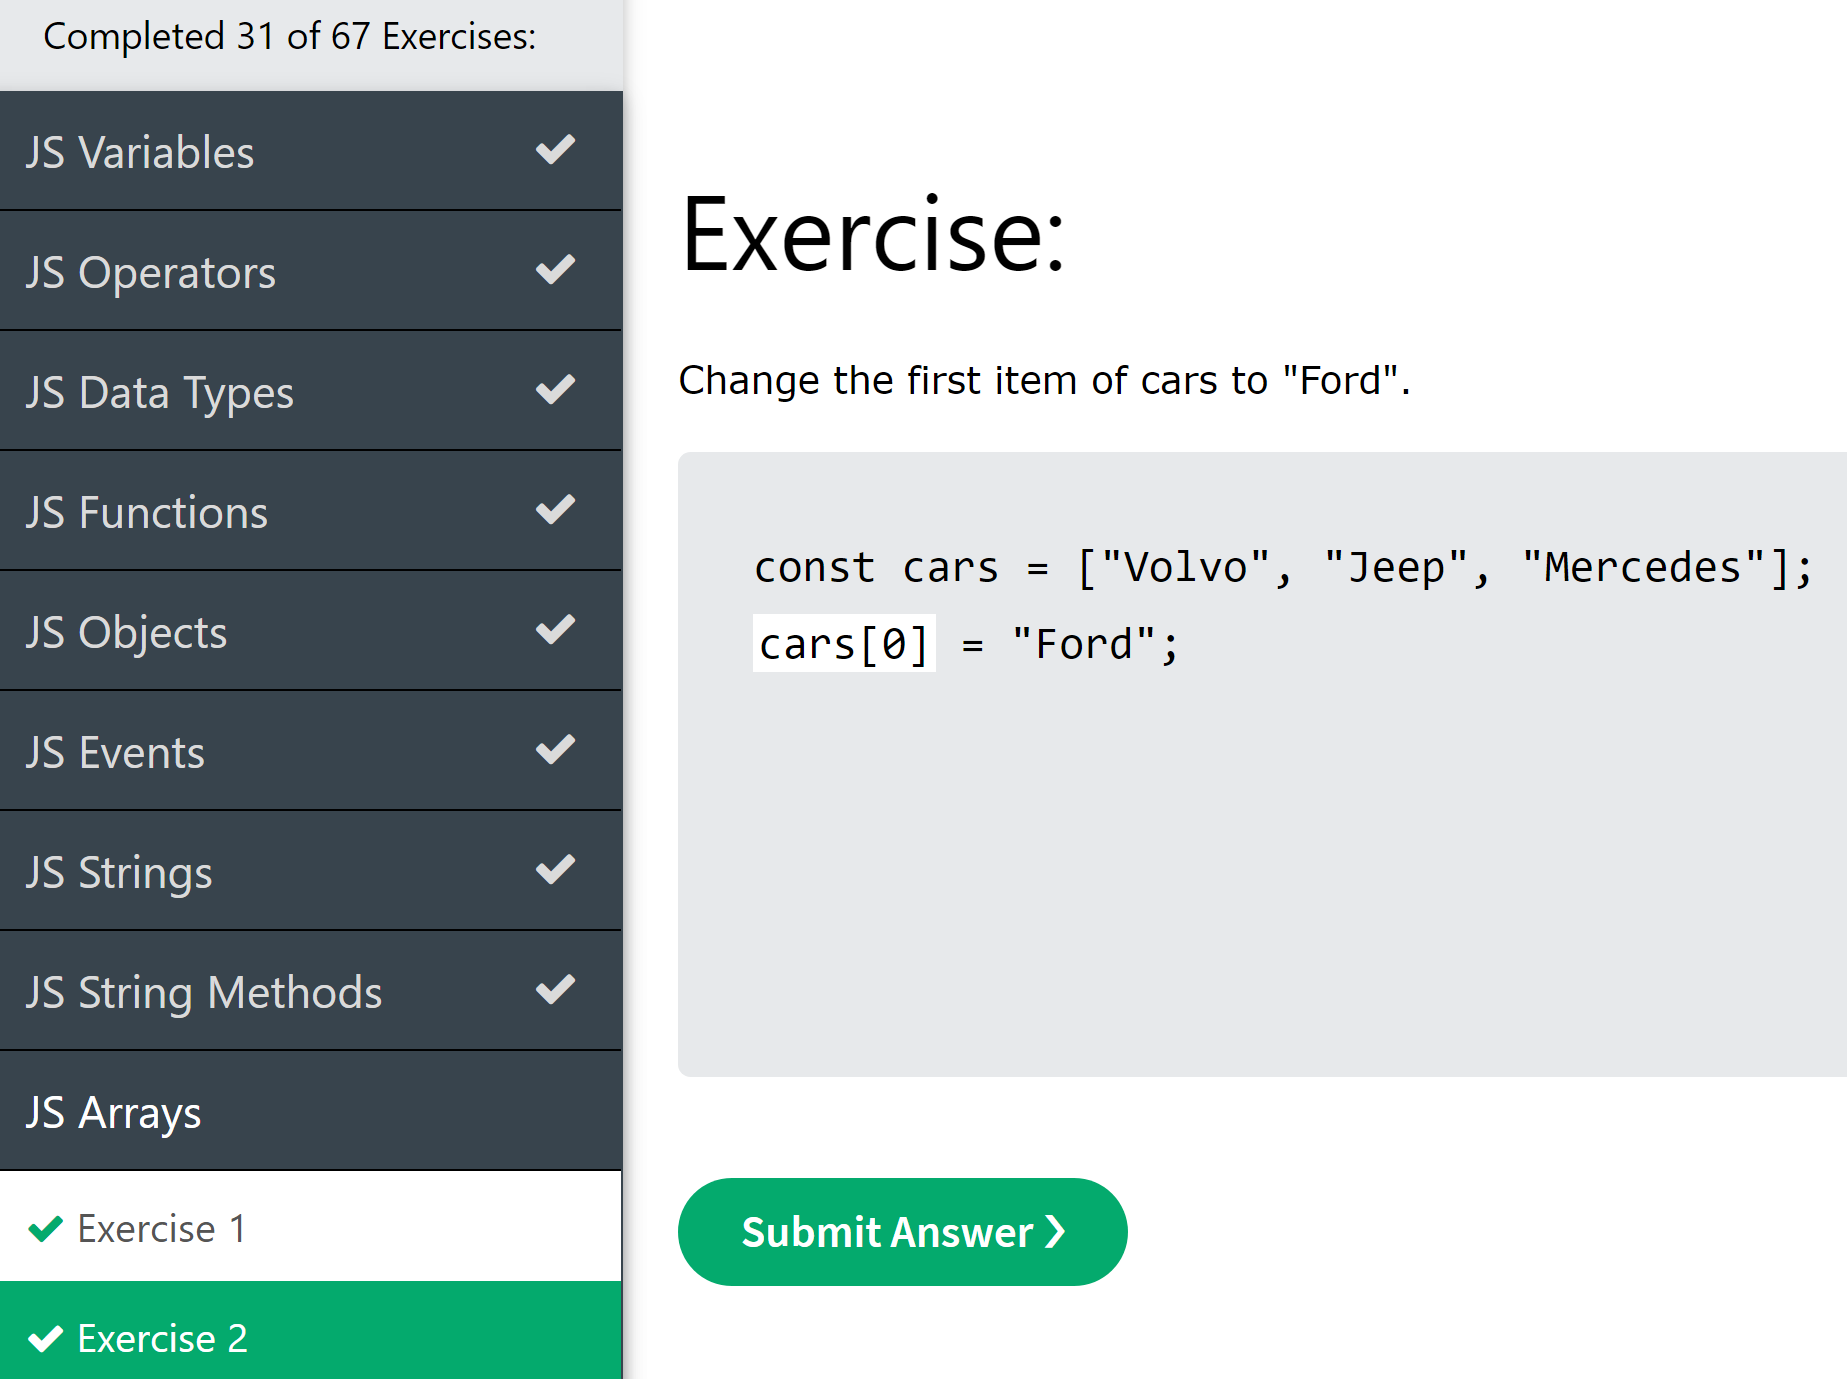 Completed 31 of 67 Exercises:
JS Variables
JS Operators
JS Data Types
JS Functions
JS Objects
JS Events
JS Strings
JS String Methods
JS Arrays
Exercise 1
Exercise 2
Exercise:
Change the first item of cars to "Ford".
const cars = ["Volvo", "Jeep", "Mercedes"];
cars[0] = "Ford";
Submit Answer ❯